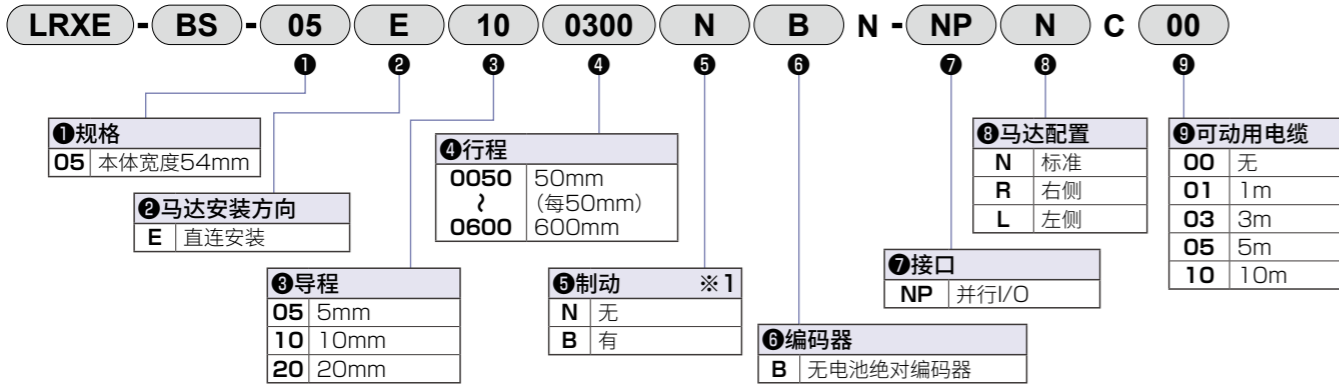 LRXE - BS - 05 E 10 0300 N B N - NP N C 00
❶ ❷ ❸ ❹ ❺ ❻ ❼ ❽ ❾
❶规格
05 本体宽度54mm
❷马达安装方向
E 直连安装
❸导程
05 5mm
10 10mm
20 20mm
❹行程
0050 50mm
～ （每50mm）
0600 600mm
❺制动 ※1
N 无
B 有
❻编码器
B 无电池绝对编码器
❼接口
NP 并行I/O
❽马达配置
N 标准
R 右侧
L 左侧
❾可动用电缆
00 无
01 1m
03 3m
05 5m
10 10m